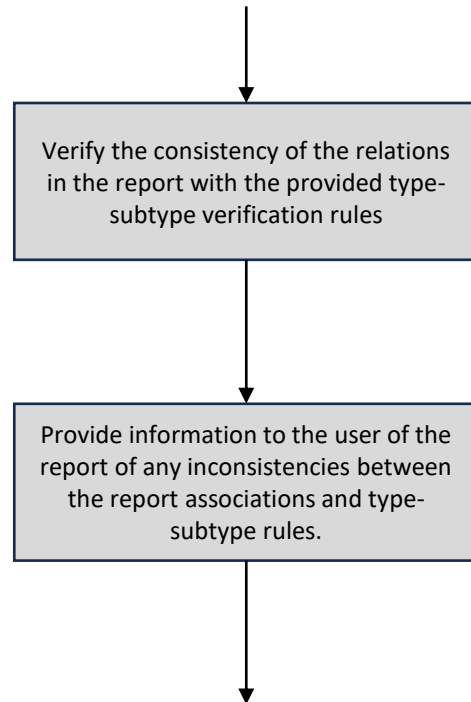 Verify the consistency of the relations
in the report with the provided type-
subtype verification rules
Provide information to the user of the
report of any inconsistencies between
the report associations and type-
subtype rules.